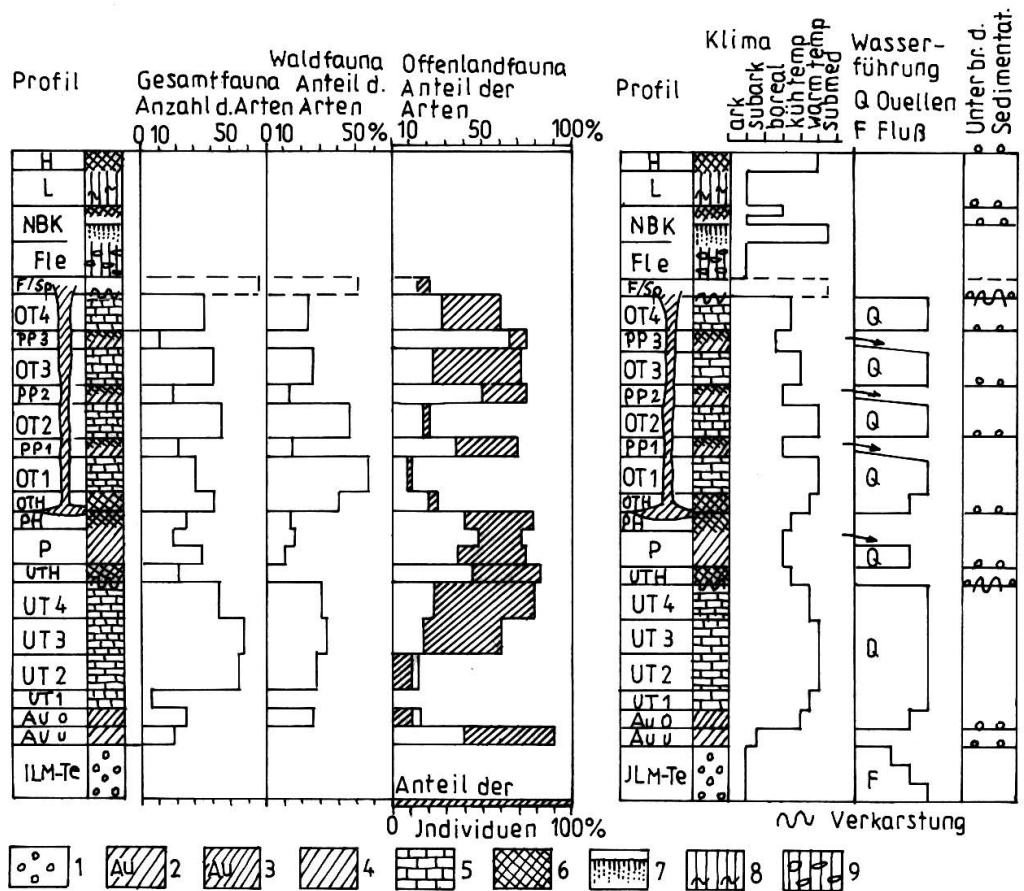 Profil
Gesamtfauna
Anzahl d. Arten
0 10 50
Waldfauna
Anteil d.
Arten
0 10 50%
Offenlandfauna
Anteil der
Arten
10 50 100%
H
L
NBK
Fle
F/Sp
OT4
PP3
OT3
PP2
OT2
PP1
OT1
OTH
PH
P
UTH
UT4
UT3
UT2
UT1
Au O
Au U
ILM-Te
Anteil der
0 Individuen 100%
Profil
Klima
ark
subark
boreal
kühtemp
warmtemp
submed
Wasser-
führung
Q Quellen
F Fluß
Unterbr. d.
Sedimentat.
H
L
NBK
Fle
F/Sp
OT4
Q
PP3
OT3
Q
PP2
OT2
Q
PP1
OT1
Q
OTH
PH
P
Q
UTH
UT4
UT3
Q
UT2
UT1
Au O
Au U
JLM-Te
F
Verkarstung
1
Au 2
Au 3
4
5
6
7
8
9